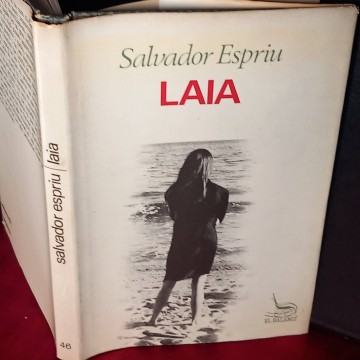 Salvador Espriu
LAIA
salvador espriu / laia
46